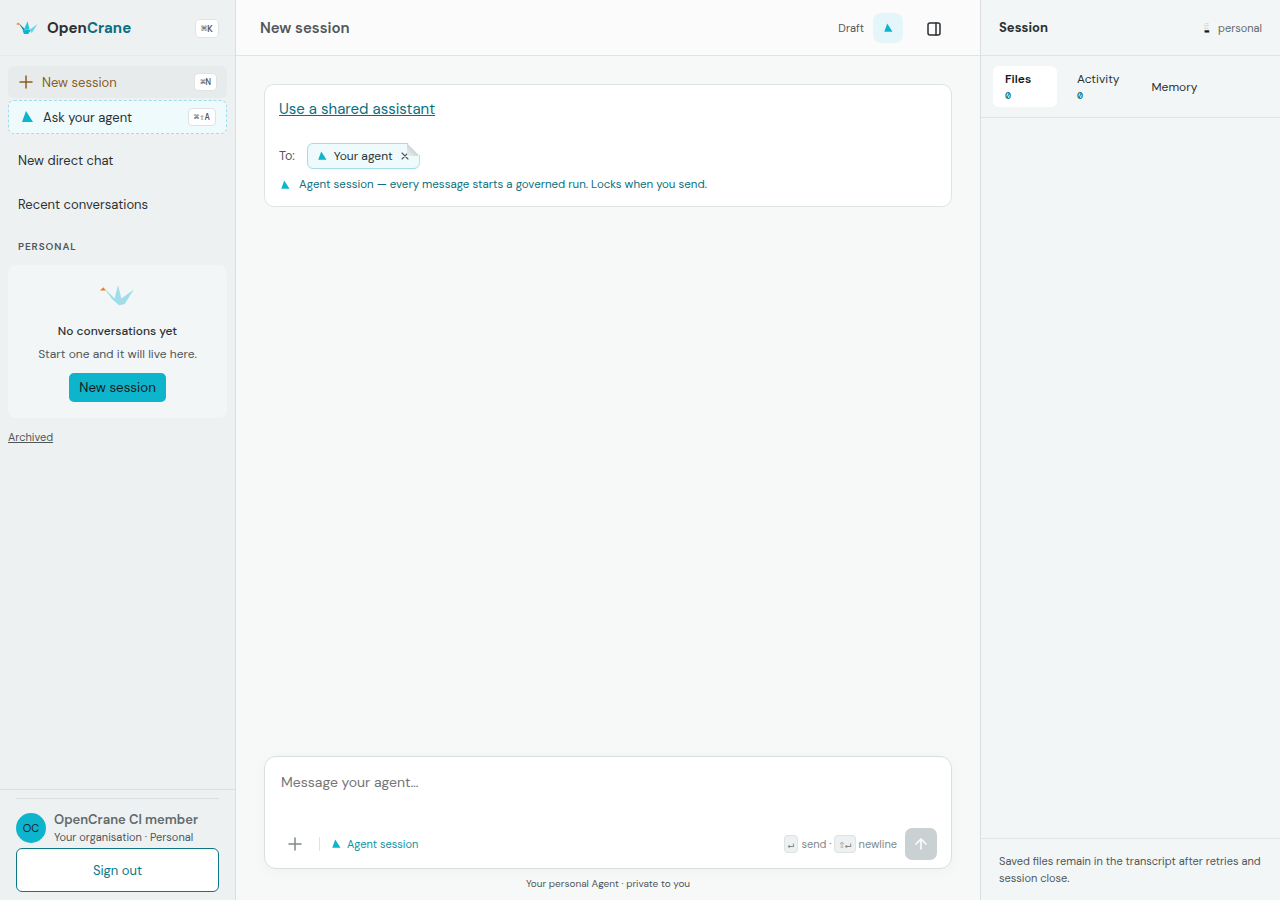 OpenCrane
⌘K
New session
⌘N
Ask your agent
⌘⇧A
New direct chat
Recent conversations
PERSONAL
No conversations yet
Start one and it will live here.
New session
Archived
OC
OpenCrane CI member
Your organisation · Personal
Sign out
New session
Draft
Use a shared assistant
To:
Your agent ×
Agent session — every message starts a governed run. Locks when you send.
Message your agent…
Agent session
↵ send · ⇧↵ newline
Your personal Agent · private to you
Session
personal
Files
0
Activity
0
Memory
Saved files remain in the transcript after retries and
session close.